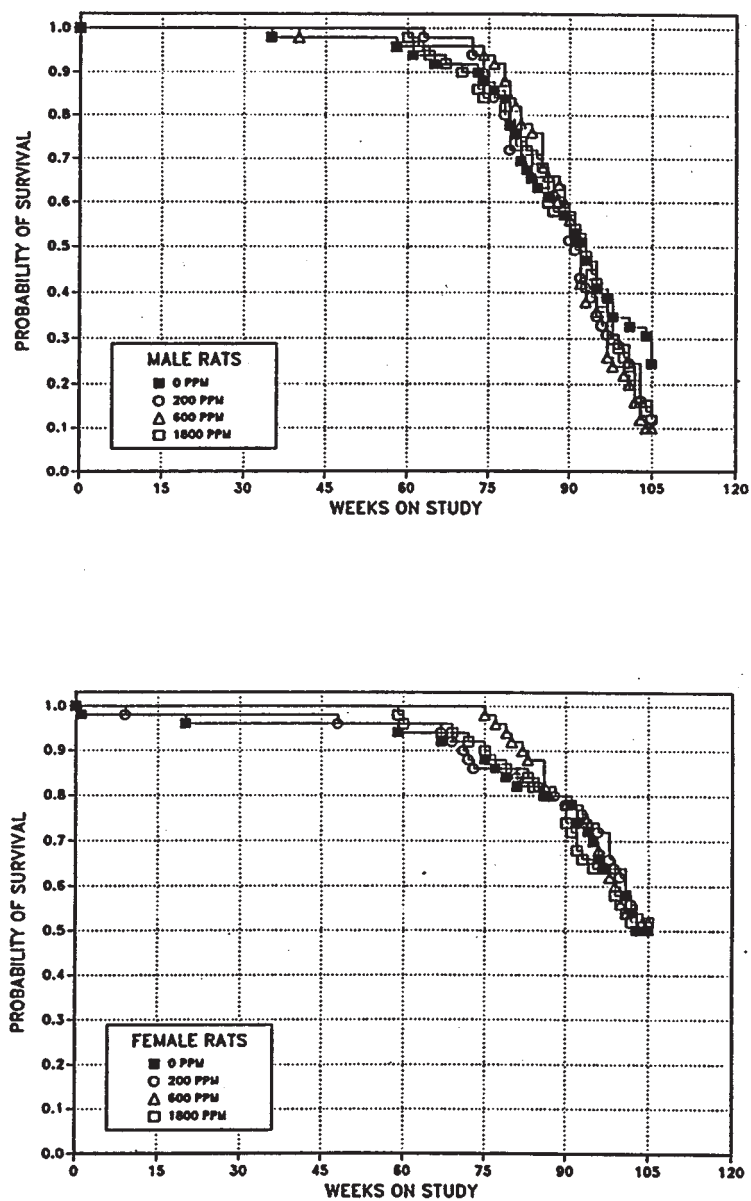 PROBABILITY OF SURVIVAL
1.0
0.9
0.8
0.7
0.6
0.5
0.4
0.3
0.2
0.1
0.0
MALE RATS
0 PPM
200 PPM
600 PPM
1800 PPM
0 15 30 45 60 75 90 105 120
WEEKS ON STUDY
PROBABILITY OF SURVIVAL
1.0
0.9
0.8
0.7
0.6
0.5
0.4
0.3
0.2
0.1
0.0
FEMALE RATS
0 PPM
200 PPM
600 PPM
1800 PPM
0 15 30 45 60 75 90 105 120
WEEKS ON STUDY